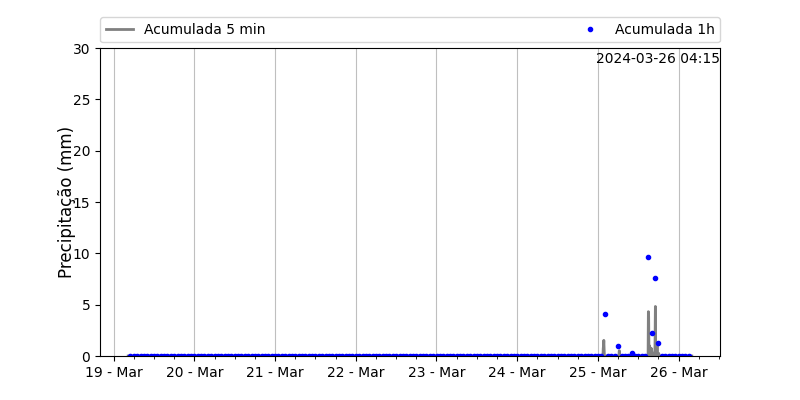 Acumulada 5 min
Acumulada 1h
2024-03-26 04:15
Precipitação (mm)
30
25
20
15
10
5
0
19 - Mar
20 - Mar
21 - Mar
22 - Mar
23 - Mar
24 - Mar
25 - Mar
26 - Mar